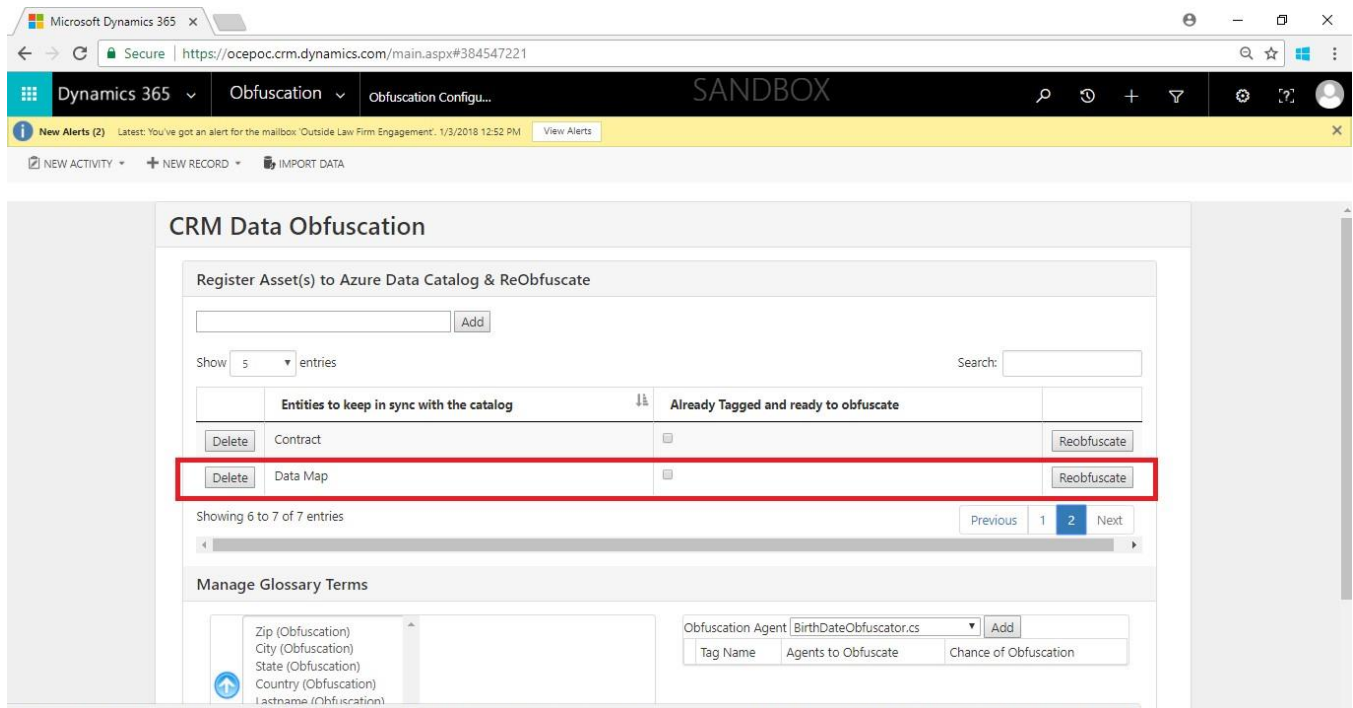 Microsoft Dynamics 365
Secure | https://ocepoc.crm.dynamics.com/main.aspx#384547221
Dynamics 365 Obfuscation Obfuscation Configu... SANDBOX
New Alerts (2) Latest: You've got an alert for the mailbox 'Outside Law Firm Engagement'. 1/3/2018 12:52 PM View Alerts
NEW ACTIVITY NEW RECORD IMPORT DATA
CRM Data Obfuscation
Register Asset(s) to Azure Data Catalog & ReObfuscate
Add
Show 5 entries Search:
Entities to keep in sync with the catalog Already Tagged and ready to obfuscate
Delete Contract Reobfuscate
Delete Data Map Reobfuscate
Showing 6 to 7 of 7 entries Previous 1 2 Next
Manage Glossary Terms
Zip (Obfuscation)
City (Obfuscation)
State (Obfuscation)
Country (Obfuscation)
Lastname (Obfuscation)
Obfuscation Agent BirthDateObfuscator.cs Add
Tag Name Agents to Obfuscate Chance of Obfuscation